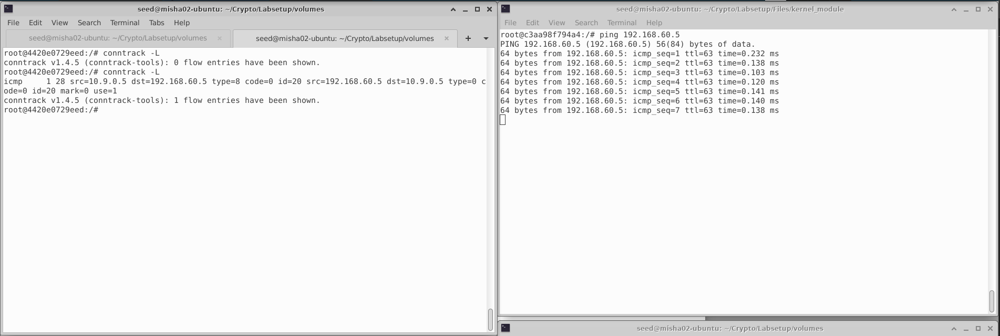 seed@misha02-ubuntu: ~/Crypto/Labsetup/volumes
File Edit View Search Terminal Tabs Help
seed@misha02-ubuntu: ~/Crypto/Labsetup/volumes
seed@misha02-ubuntu: ~/Crypto/Labsetup/volumes
root@4420e0729eed:/# conntrack -L
conntrack v1.4.5 (conntrack-tools): 0 flow entries have been shown.
root@4420e0729eed:/# conntrack -L
icmp     1 28 src=10.9.0.5 dst=192.168.60.5 type=8 code=0 id=20 src=192.168.60.5 dst=10.9.0.5 type=0 c
ode=0 id=20 mark=0 use=1
conntrack v1.4.5 (conntrack-tools): 1 flow entries have been shown.
root@4420e0729eed:/#
seed@misha02-ubuntu: ~/Crypto/Labsetup/Files/kernel_module
File Edit View Search Terminal Help
root@c3aa98f794a4:/# ping 192.168.60.5
PING 192.168.60.5 (192.168.60.5) 56(84) bytes of data.
64 bytes from 192.168.60.5: icmp_seq=1 ttl=63 time=0.232 ms
64 bytes from 192.168.60.5: icmp_seq=2 ttl=63 time=0.138 ms
64 bytes from 192.168.60.5: icmp_seq=3 ttl=63 time=0.103 ms
64 bytes from 192.168.60.5: icmp_seq=4 ttl=63 time=0.120 ms
64 bytes from 192.168.60.5: icmp_seq=5 ttl=63 time=0.141 ms
64 bytes from 192.168.60.5: icmp_seq=6 ttl=63 time=0.140 ms
64 bytes from 192.168.60.5: icmp_seq=7 ttl=63 time=0.138 ms
seed@misha02-ubuntu: ~/Crypto/Labsetup/volumes